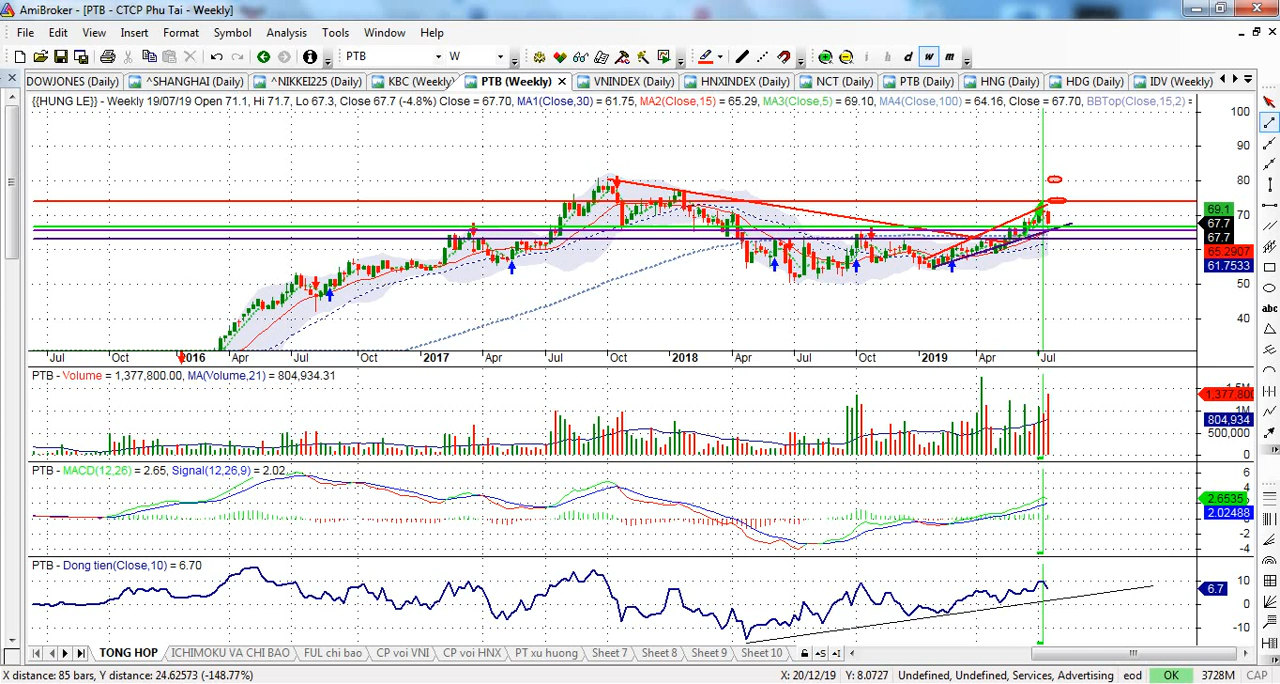 AmiBroker - [PTB - CTCP Phu Tai - Weekly]
File Edit View Insert Format Symbol Analysis Tools Window Help
PTB W i h d w m
DOWJONES (Daily) ^SHANGHAI (Daily) ^NIKKEI225 (Daily) KBC (Weekly) PTB (Weekly) VNINDEX (Daily) HNXINDEX (Daily) NCT (Daily) PTB (Daily) HNG (Daily) HDG (Daily) IDV (Weekly)
{{HUNG LE}} - Weekly 19/07/19 Open 71.1, Hi 71.7, Lo 67.3, Close 67.7 (-4.8%) Close = 67.70, MA1(Close,30) = 61.75, MA2(Close,15) = 65.29, MA3(Close,5) = 69.10, MA4(Close,100) = 64.16, Close = 67.70, BBTop(Close,15,2) =
100
90
80
70
69.1
67.7
67.7
65.2907
61.7533
50
40
abc
Jul Oct 2016 Apr Jul Oct 2017 Apr Jul Oct 2018 Apr Jul Oct 2019 Apr Jul
PTB - Volume = 1,377,800.00, MA(Volume,21) = 804,934.31
1.5M
1,377,800
1M
804,934
500,000
0
PTB - MACD(12,26) = 2.65, Signal(12,26,9) = 2.02
6
4
2.6535
2.02488
-2
-4
PTB - Dong tien(Close,10) = 6.70
10
6.7
0
-10
TONG HOP ICHIMOKU VA CHI BAO FUL chi bao CP voi VNI CP voi HNX PT xu huong Sheet 7 Sheet 8 Sheet 9 Sheet 10
X distance: 85 bars, Y distance: 24.62573 (-148.77%) X: 20/12/19 Y: 8.0727 Undefined, Undefined, Services, Advertising eod OK 3728M CAP